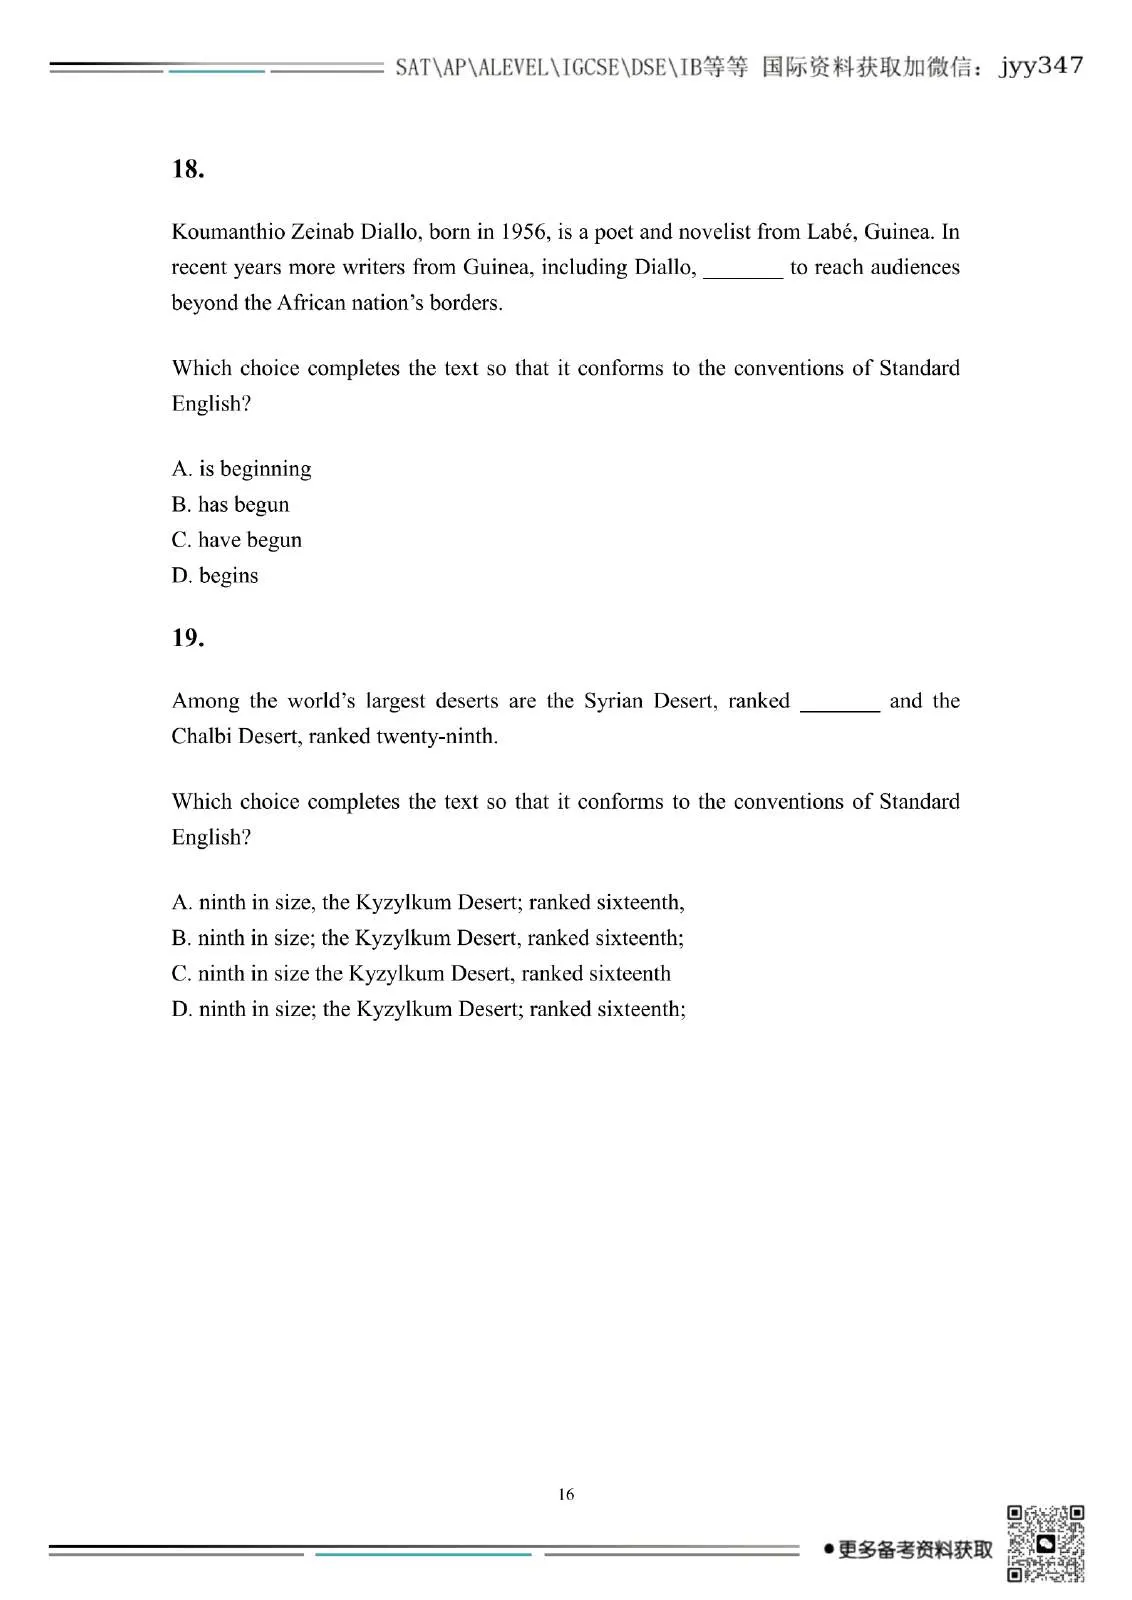 SAT\AP\ALEVEL\IGCSE\DSE\IB等等 国际资料获取加微信：jyy347
18.
Koumanthio Zeinab Diallo, born in 1956, is a poet and novelist from Labé, Guinea. In
recent years more writers from Guinea, including Diallo, _______ to reach audiences
beyond the African nation’s borders.
Which choice completes the text so that it conforms to the conventions of Standard
English?
A. is beginning
B. has begun
C. have begun
D. begins
19.
Among the world’s largest deserts are the Syrian Desert, ranked _______ and the
Chalbi Desert, ranked twenty-ninth.
Which choice completes the text so that it conforms to the conventions of Standard
English?
A. ninth in size, the Kyzylkum Desert; ranked sixteenth,
B. ninth in size; the Kyzylkum Desert, ranked sixteenth;
C. ninth in size the Kyzylkum Desert, ranked sixteenth
D. ninth in size; the Kyzylkum Desert; ranked sixteenth;
16
●更多备考资料获取